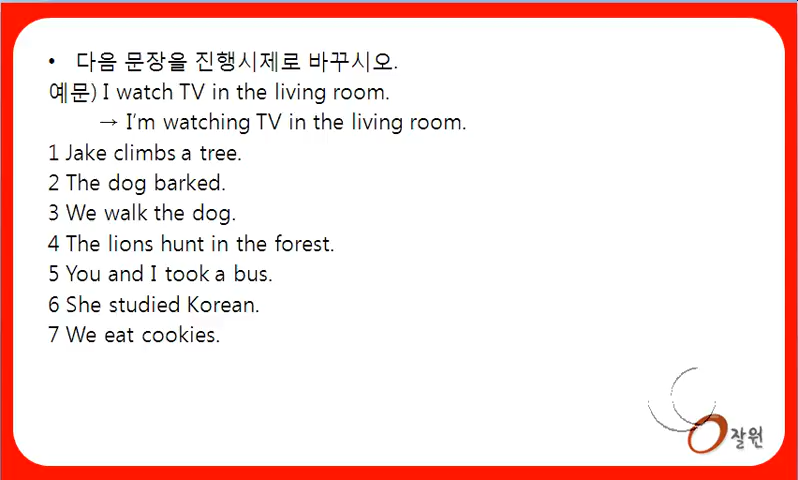 • 다음 문장을 진행시제로 바꾸시오.
예문) I watch TV in the living room.
→ I'm watching TV in the living room.
1 Jake climbs a tree.
2 The dog barked.
3 We walk the dog.
4 The lions hunt in the forest.
5 You and I took a bus.
6 She studied Korean.
7 We eat cookies.
잘원